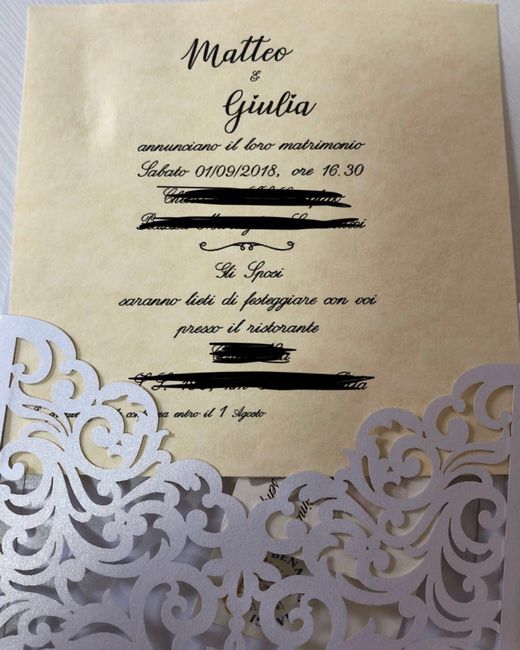 Matteo
&
Giulia
annunciano il loro matrimonio
Sabato 01/09/2018, ore 16.30
Gli Sposi
saranno lieti di festeggiare con voi
presso il ristorante
entro il 1 Agosto
BENA